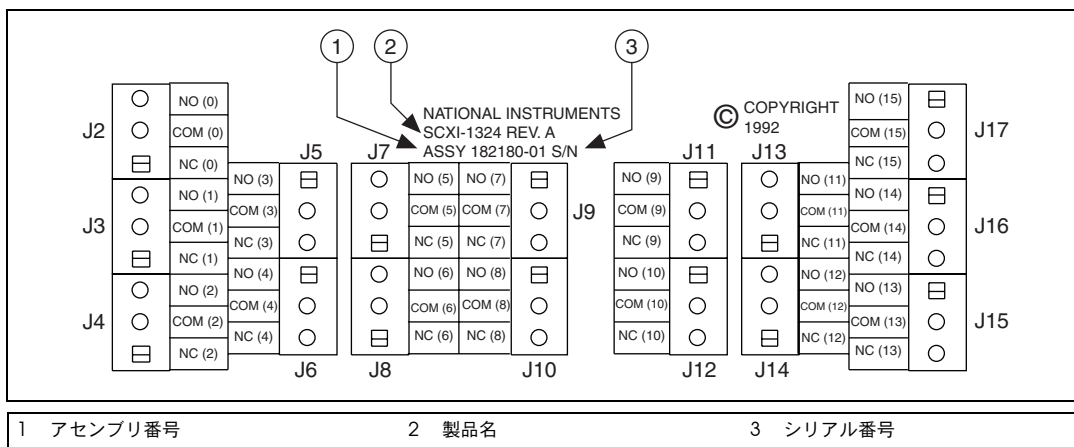 1 2 3
NATIONAL INSTRUMENTS
SCXI-1324 REV. A
ASSY 182180-01 S/N
© COPYRIGHT
1992
J2
NO (0)
COM (0)
NC (0)
J3
NO (1)
COM (1)
NC (1)
J4
NO (2)
COM (2)
NC (2)
J5
NO (3)
COM (3)
NC (3)
NO (4)
COM (4)
NC (4)
J6
J7
NO (5)
COM (5)
NC (5)
NO (6)
COM (6)
NC (6)
J8
NO (7)
COM (7)
NC (7)
J9
NO (8)
COM (8)
NC (8)
J10
J11
NO (9)
COM (9)
NC (9)
NO (10)
COM (10)
NC (10)
J12
J13
NO (11)
COM (11)
NC (11)
NO (12)
COM (12)
NC (12)
J14
NO (15)
COM (15)
NC (15)
J17
NO (14)
COM (14)
NC (14)
J16
NO (13)
COM (13)
NC (13)
J15
1 アセンブリ番号 2 製品名 3 シリアル番号